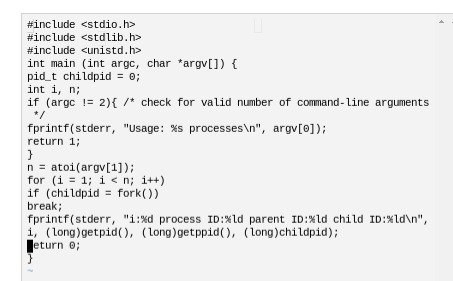 #include <stdio.h>
#include <stdlib.h>
#include <unistd.h>
int main (int argc, char *argv[]) {
pid_t childpid = 0;
int i, n;
if (argc != 2){ /* check for valid number of command-line arguments
*/
fprintf(stderr, "Usage: %s processes\n", argv[0]);
return 1;
}
n = atoi(argv[1]);
for (i = 1; i < n; i++)
if (childpid = fork())
break;
fprintf(stderr, "i:%d process ID:%ld parent ID:%ld child ID:%ld\n",
i, (long)getpid(), (long)getppid(), (long)childpid);
eturn 0;
}
~